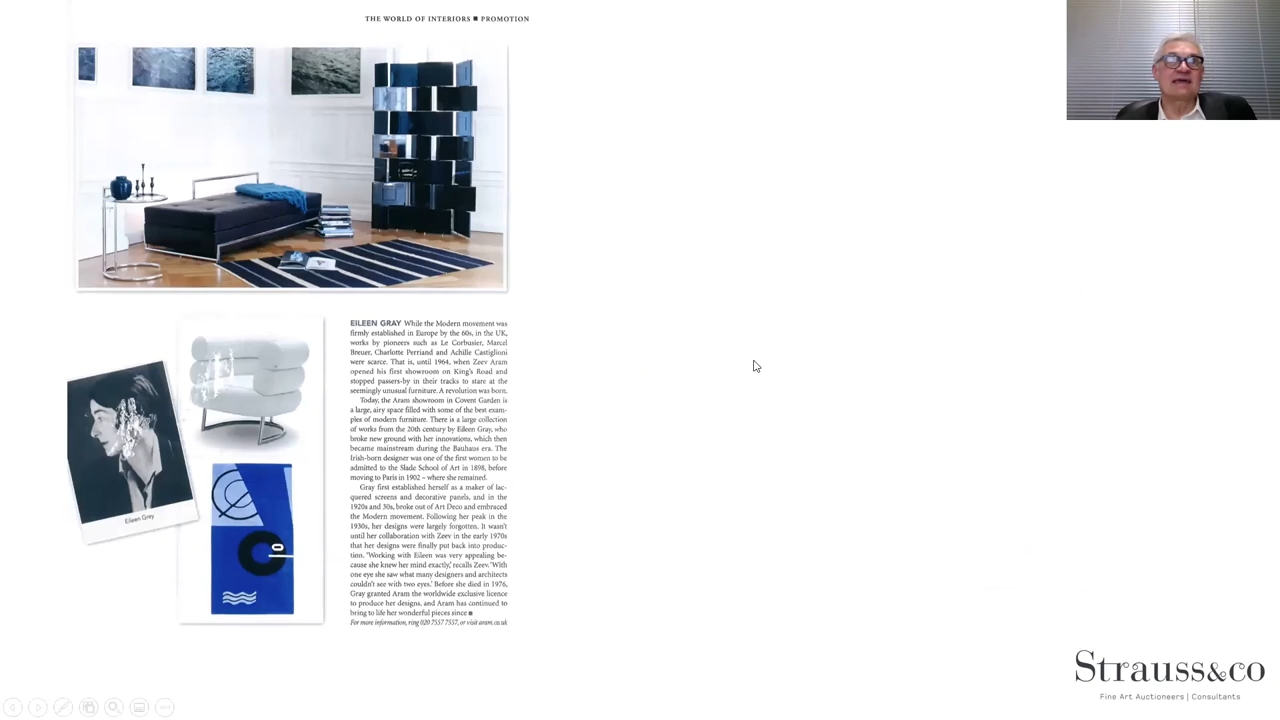 THE WORLD OF INTERIORS ■ PROMOTION
EILEEN GRAY While the Modern movement was
firmly established in Europe by the 60s, in the UK,
works by pioneers such as Le Corbusier, Marcel
Breuer, Charlotte Perriand and Achille Castiglioni
were scarce. That is, until 1964, when Zeev Aram
opened his first showroom on King's Road and
stopped passers-by in their tracks to stare at the
seemingly unusual furniture. A revolution was born.
Today, the Aram showroom in Covent Garden is
a large, airy space filled with some of the best exam-
ples of modern furniture. There is a large collection
of works from the 20th century by Eileen Gray, who
broke new ground with her innovations, which then
became mainstream during the Bauhaus era. The
Irish-born designer was one of the first women to be
admitted to the Slade School of Art in 1898, before
moving to Paris in 1902 – where she remained.
Gray first established herself as a maker of lac-
quered screens and decorative panels, and in the
1920s and 30s, broke out of Art Deco and embraced
the Modern movement. Following her peak in the
1930s, her designs were largely forgotten. It wasn't
until her collaboration with Zeev in the early 1970s
that her designs were finally put back into produc-
tion. 'Working with Eileen was very appealing be-
cause she knew her mind exactly,' recalls Zeev. 'With
one eye she saw what many designers and architects
couldn't see with two eyes.' Before she died in 1976,
Gray granted Aram the worldwide exclusive licence
to produce her designs, and Aram has continued to
bring to life her wonderful pieces since ■
For more information, ring 020 7557 7557, or visit aram.co.uk
Eileen Gray
Strauss&co
Fine Art Auctioneers | Consultants